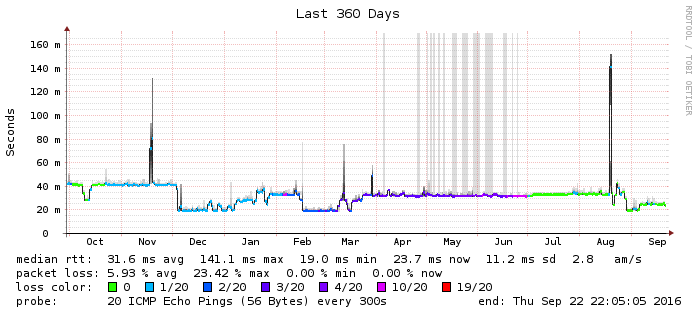 Last 360 Days
RRDTOOL / TOBI OETIKER
Seconds
160 m
140 m
120 m
100 m
80 m
60 m
40 m
20 m
0
Oct Nov Dec Jan Feb Mar Apr May Jun Jul Aug Sep
median rtt: 31.6 ms avg 141.1 ms max 19.0 ms min 23.7 ms now 11.2 ms sd 2.8 am/s
packet loss: 5.93 % avg 23.42 % max 0.00 % min 0.00 % now
loss color: 0 1/20 2/20 3/20 4/20 10/20 19/20
probe: 20 ICMP Echo Pings (56 Bytes) every 300s end: Thu Sep 22 22:05:05 2016